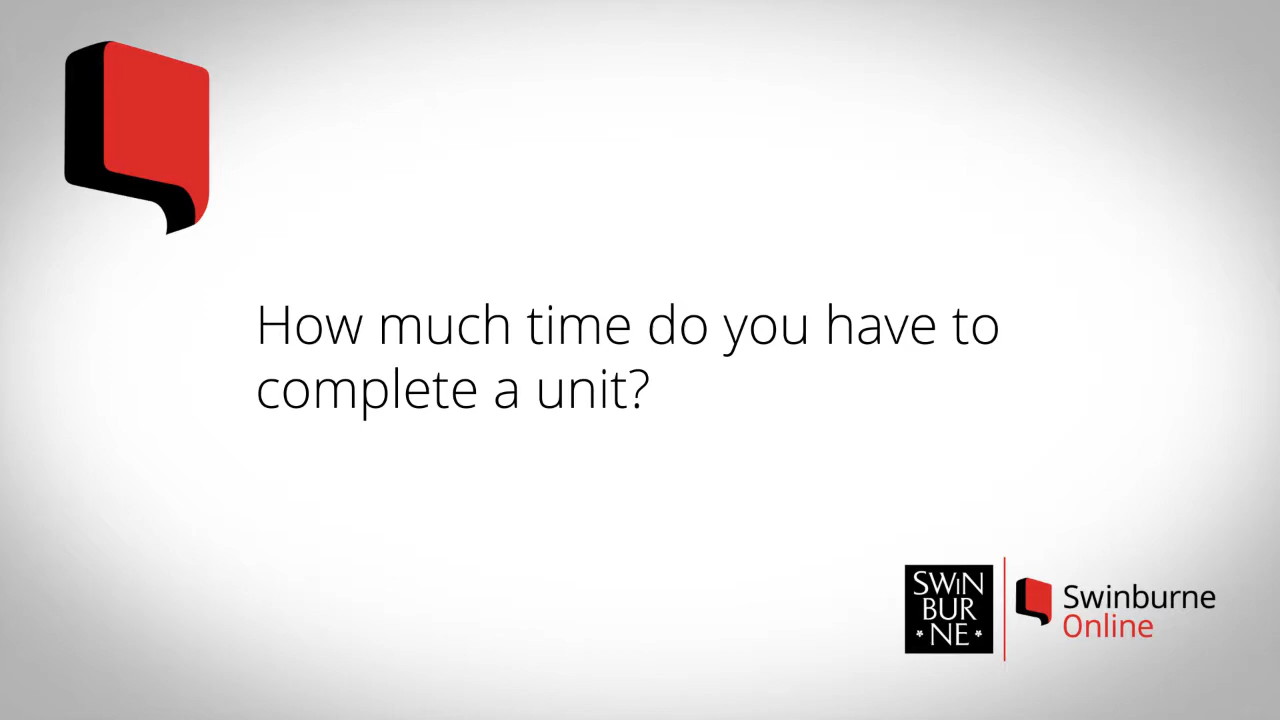 How much time do you have to
complete a unit?
SWIN
BUR
NE
Swinburne
Online